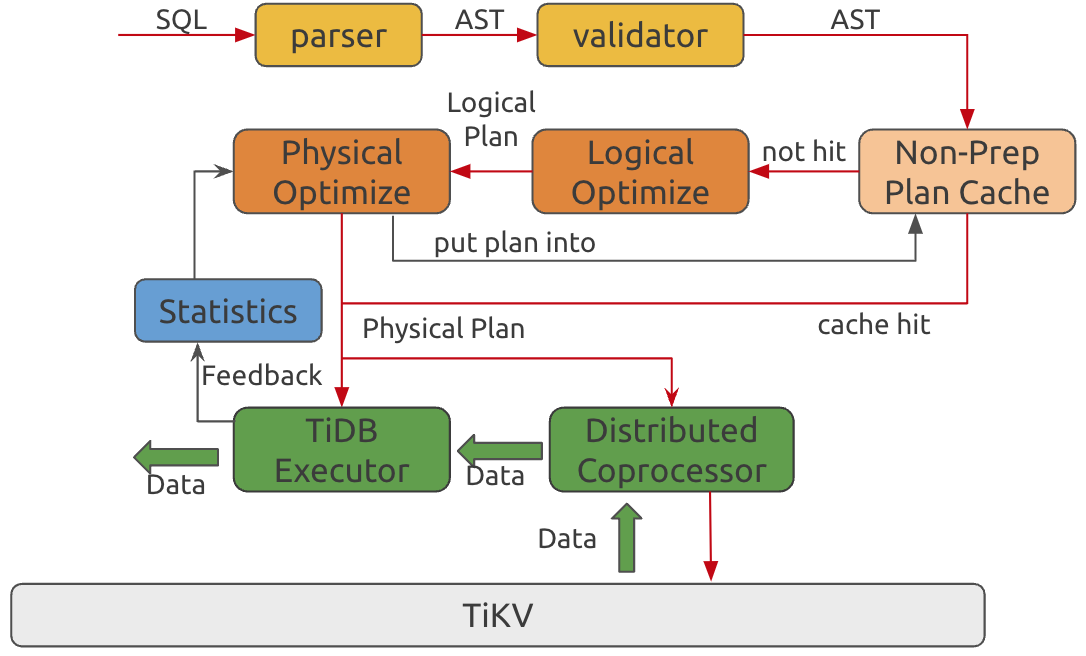 SQL
parser
AST
validator
AST
Logical
Plan
Physical
Optimize
Logical
Optimize
not hit
Non-Prep
Plan Cache
put plan into
Statistics
Physical Plan
cache hit
Feedback
TiDB
Executor
Distributed
Coprocessor
Data
Data
Data
TiKV